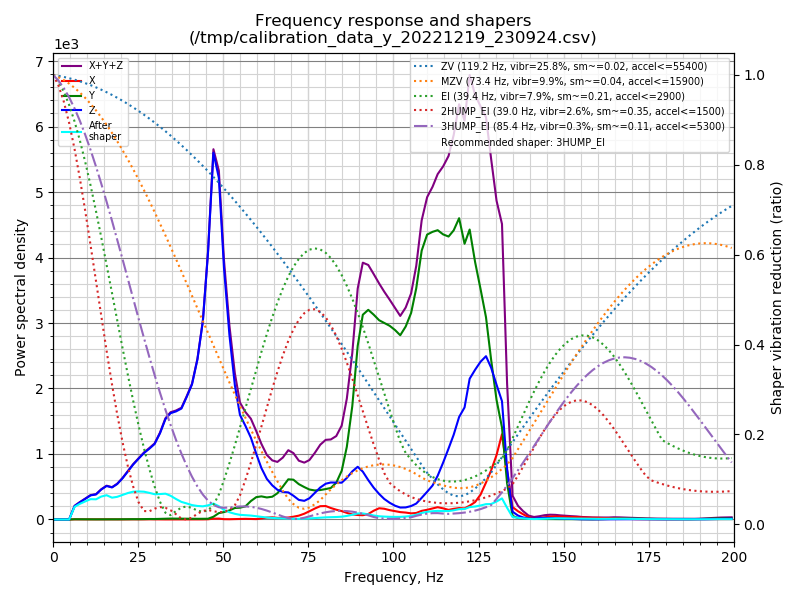 Frequency response and shapers
(/tmp/calibration_data_y_20221219_230924.csv)
1e3
X+Y+Z
X
Y
Z
After
shaper
ZV (119.2 Hz, vibr=25.8%, sm~=0.02, accel<=55400)
MZV (73.4 Hz, vibr=9.9%, sm~=0.04, accel<=15900)
EI (39.4 Hz, vibr=7.9%, sm~=0.21, accel<=2900)
2HUMP_EI (39.0 Hz, vibr=2.6%, sm~=0.35, accel<=1500)
3HUMP_EI (85.4 Hz, vibr=0.3%, sm~=0.11, accel<=5300)
Recommended shaper: 3HUMP_EI
7
6
5
4
3
2
1
0
Power spectral density
1.0
0.8
0.6
0.4
0.2
0.0
Shaper vibration reduction (ratio)
0 25 50 75 100 125 150 175 200
Frequency, Hz